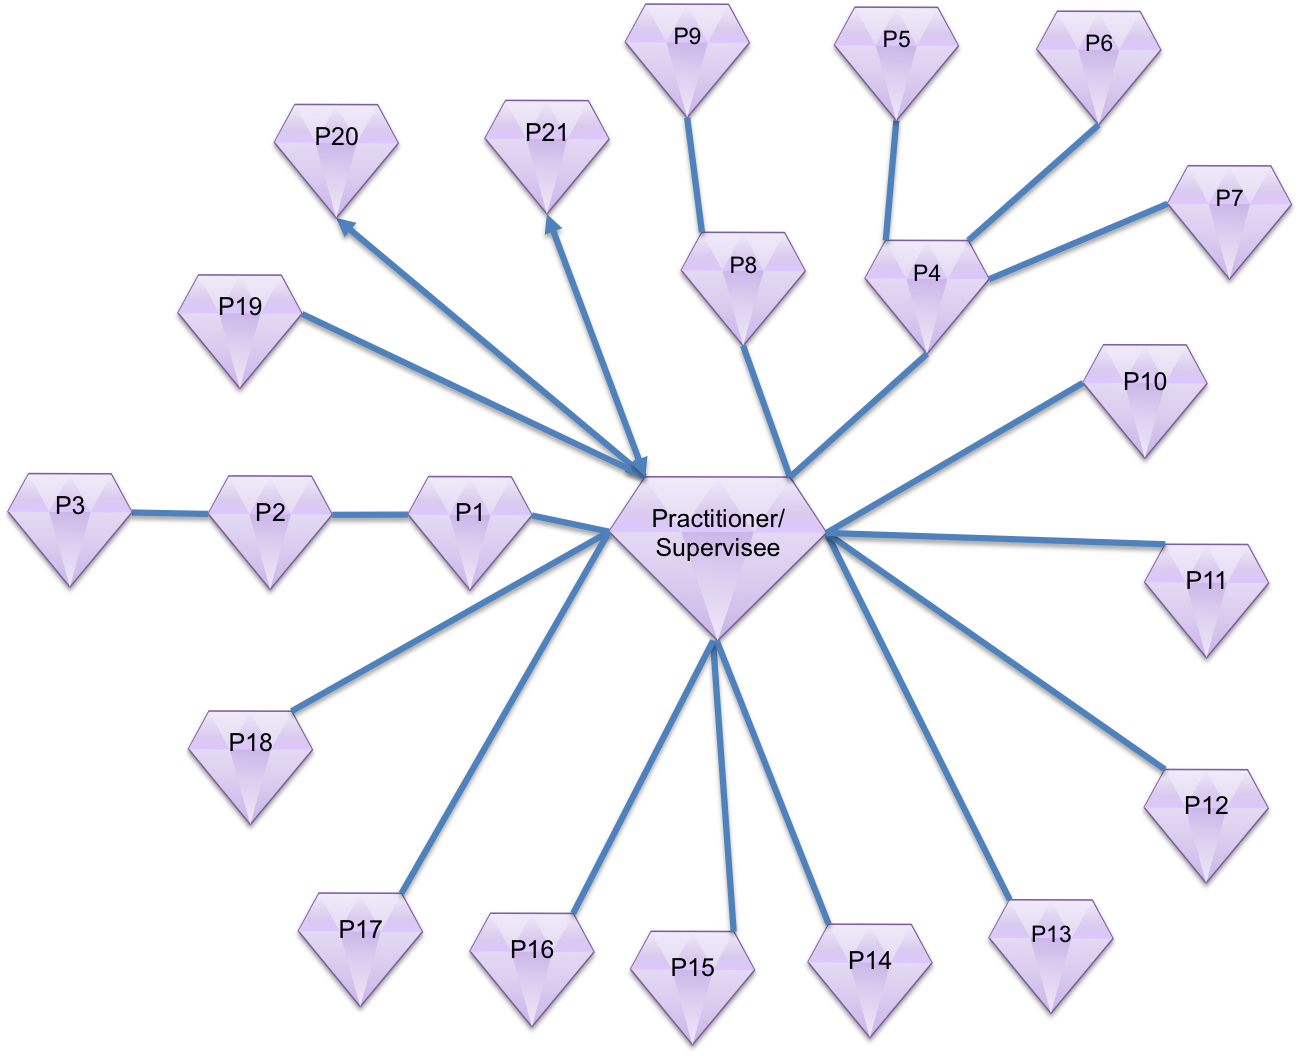 P9
P5
P6
P20
P21
P7
P8
P4
P19
P10
P3
P2
P1
Practitioner/
Supervisee
P11
P18
P12
P17
P16
P15
P14
P13